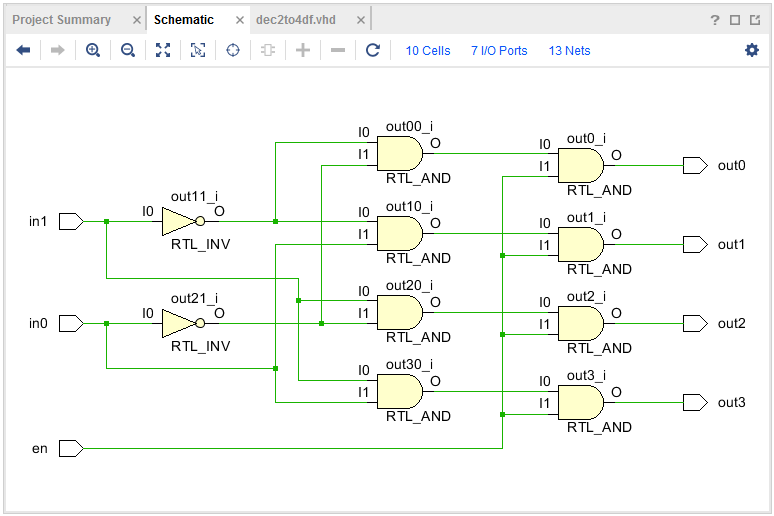 Project Summary × Schematic × dec2to4df.vhd × ?
10 Cells 7 I/O Ports 13 Nets
out00_i
I0 O
I1
RTL_AND
out0_i
I0 O
I1
RTL_AND
out0
out11_i
in1 I0 O
RTL_INV
out10_i
I0 O
I1
RTL_AND
out1_i
I0 O
I1
RTL_AND
out1
out21_i
in0 I0 O
RTL_INV
out20_i
I0 O
I1
RTL_AND
out2_i
I0 O
I1
RTL_AND
out2
out30_i
I0 O
I1
RTL_AND
out3_i
I0 O
I1
RTL_AND
out3
en